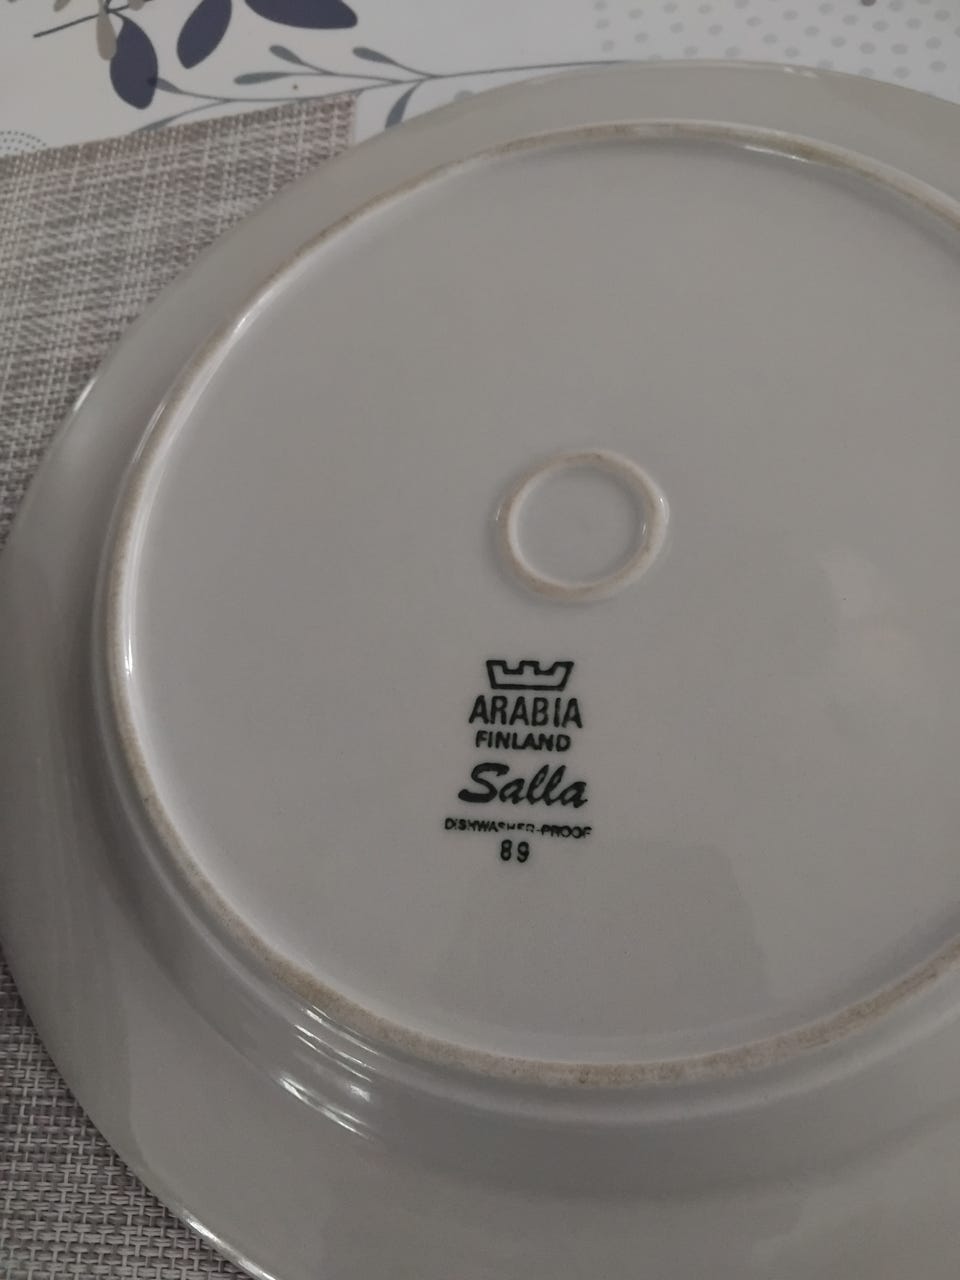 ARABIA
FINLAND
Salla
DISHWASHER-PROOF
89